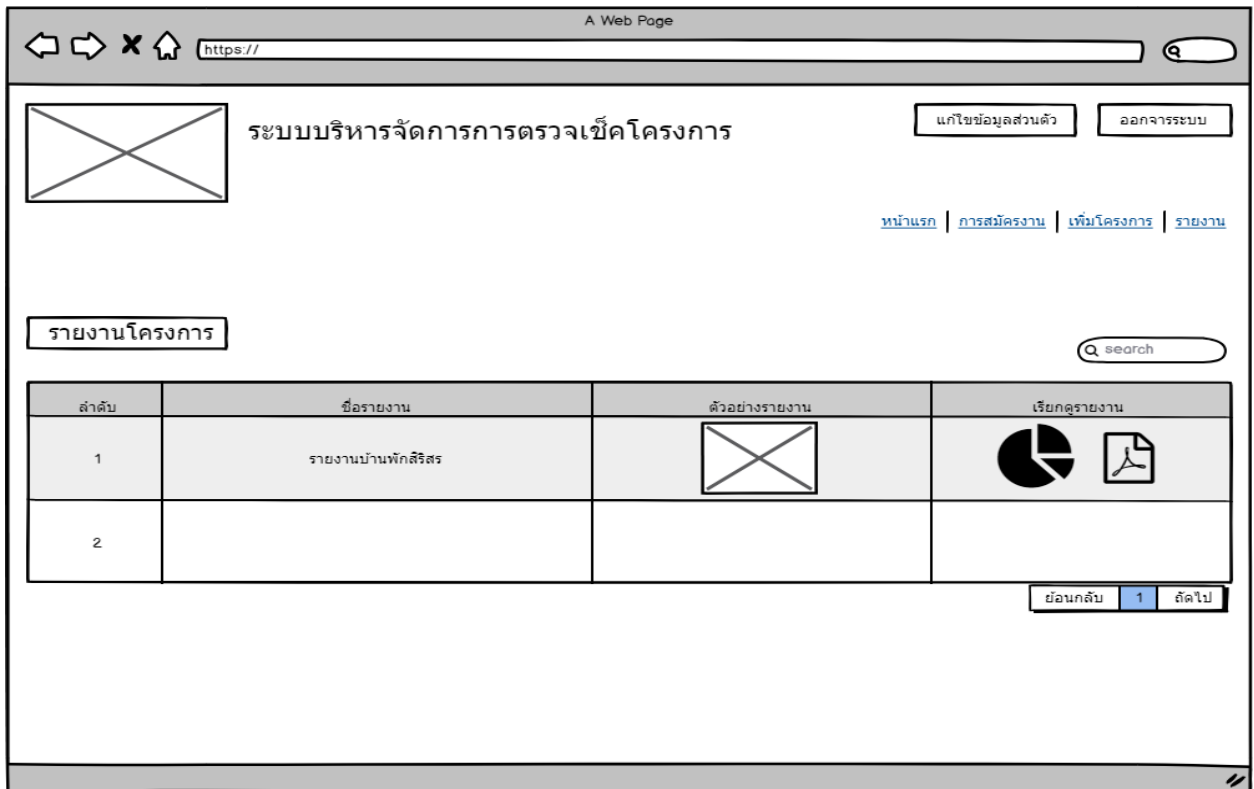 A Web Page
https://
ระบบบริหารจัดการการตรวจเช็คโครงการ
แก้ใขข้อมูลส่วนตัว
ออกจารระบบ
หน้าแรก การสมัครงาน เพิ่มโครงการ รายงาน
รายงานโครงการ
search
ลำดับ ชื่อรายงาน ตัวอย่างรายงาน เรียกดูรายงาน
1 รายงานบ้านพักสิริสร
2
ย้อนกลับ 1 ถัดไป